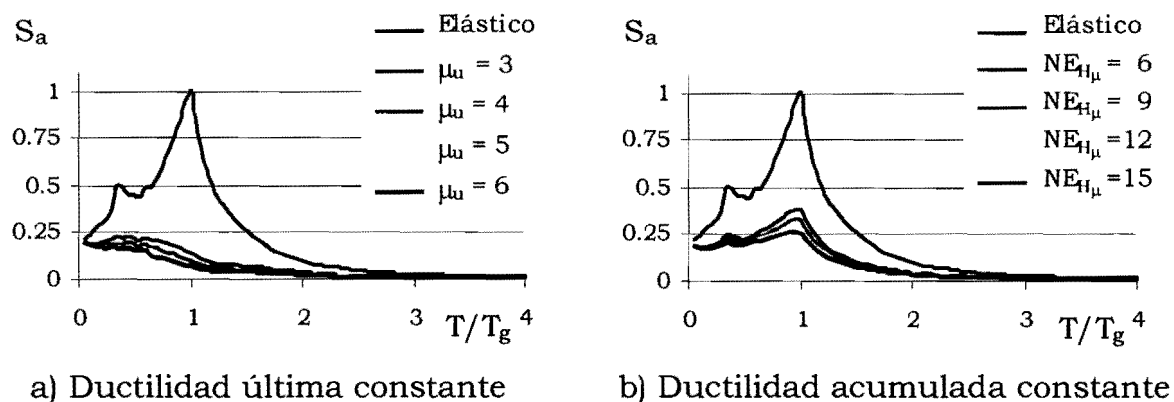 Sa
Elástico
μu = 3
μu = 4
μu = 5
μu = 6
1
0.75
0.5
0.25
0
0 1 2 3 4
T/Tg
a) Ductilidad última constante
Sa
Elástico
NEHμ = 6
NEHμ = 9
NEHμ = 12
NEHμ = 15
1
0.75
0.5
0.25
0
0 1 2 3 4
T/Tg
b) Ductilidad acumulada constante